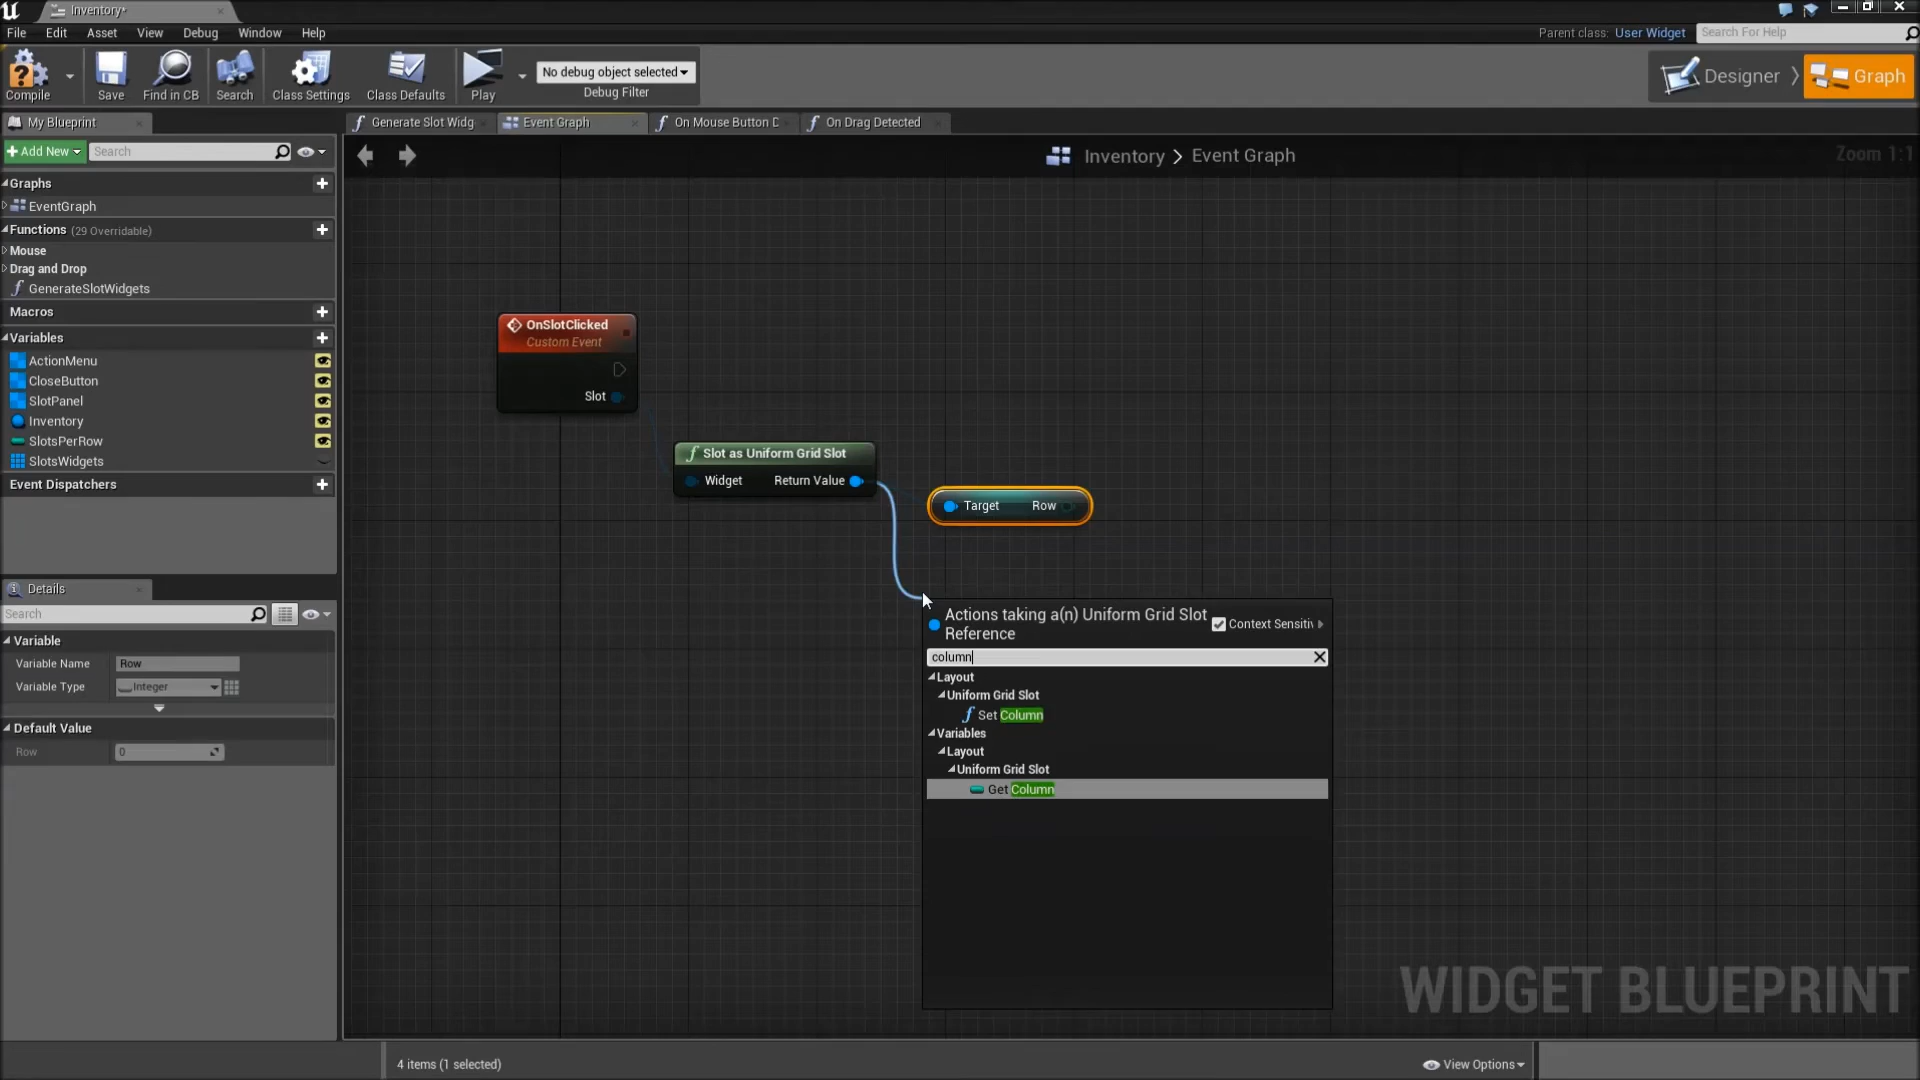 Inventory*
File Edit Asset View Debug Window Help
Parent class: User Widget
Search For Help
Compile
Save
Find in CB
Search
Class Settings
Class Defaults
Play
No debug object selected
Debug Filter
Designer
Graph
My Blueprint
Generate Slot Widg
Event Graph
On Mouse Button D
On Drag Detected
Add New
Search
Inventory > Event Graph
Zoom 1:1
Graphs
EventGraph
Functions (29 Overridable)
Mouse
Drag and Drop
GenerateSlotWidgets
Macros
Variables
ActionMenu
CloseButton
SlotPanel
Inventory
SlotsPerRow
SlotsWidgets
Event Dispatchers
OnSlotClicked
Custom Event
Slot
Slot as Uniform Grid Slot
Widget Return Value
Target Row
Details
Search
Variable
Variable Name Row
Variable Type Integer
Default Value
Row 0
Actions taking a(n) Uniform Grid Slot
Reference
Context Sensitiv
column
Layout
Uniform Grid Slot
Set Column
Variables
Layout
Uniform Grid Slot
Get Column
WIDGET BLUEPRINT
4 items (1 selected)
View Options